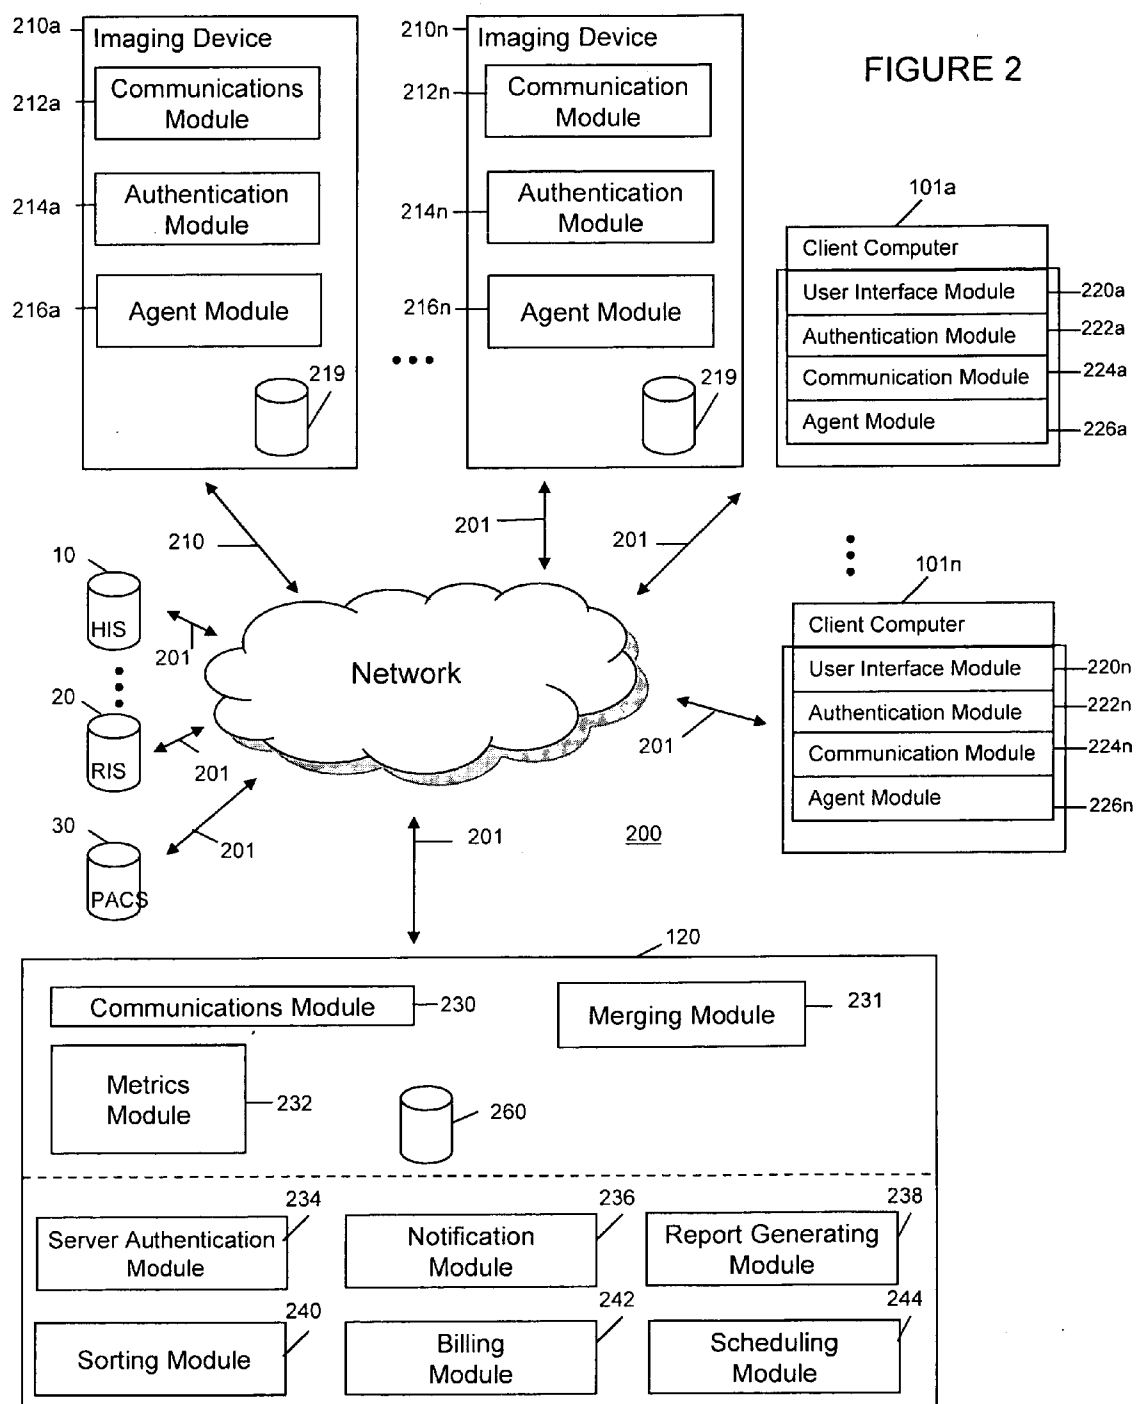 210a
Imaging Device
212a
Communications
Module
214a
Authentication
Module
216a
Agent Module
219
210n
Imaging Device
212n
Communication
Module
214n
Authentication
Module
216n
Agent Module
219
FIGURE 2
101a
Client Computer
User Interface Module
220a
Authentication Module
222a
Communication Module
224a
Agent Module
226a
210
201
201
10
HIS
201
20
RIS
201
30
PACS
201
Network
201
201
200
101n
Client Computer
User Interface Module
220n
Authentication Module
222n
Communication Module
224n
Agent Module
226n
120
Communications Module
230
Merging Module
231
Metrics
Module
232
260
234
Server Authentication
Module
236
Notification
Module
238
Report Generating
Module
240
Sorting Module
242
Billing
Module
244
Scheduling
Module